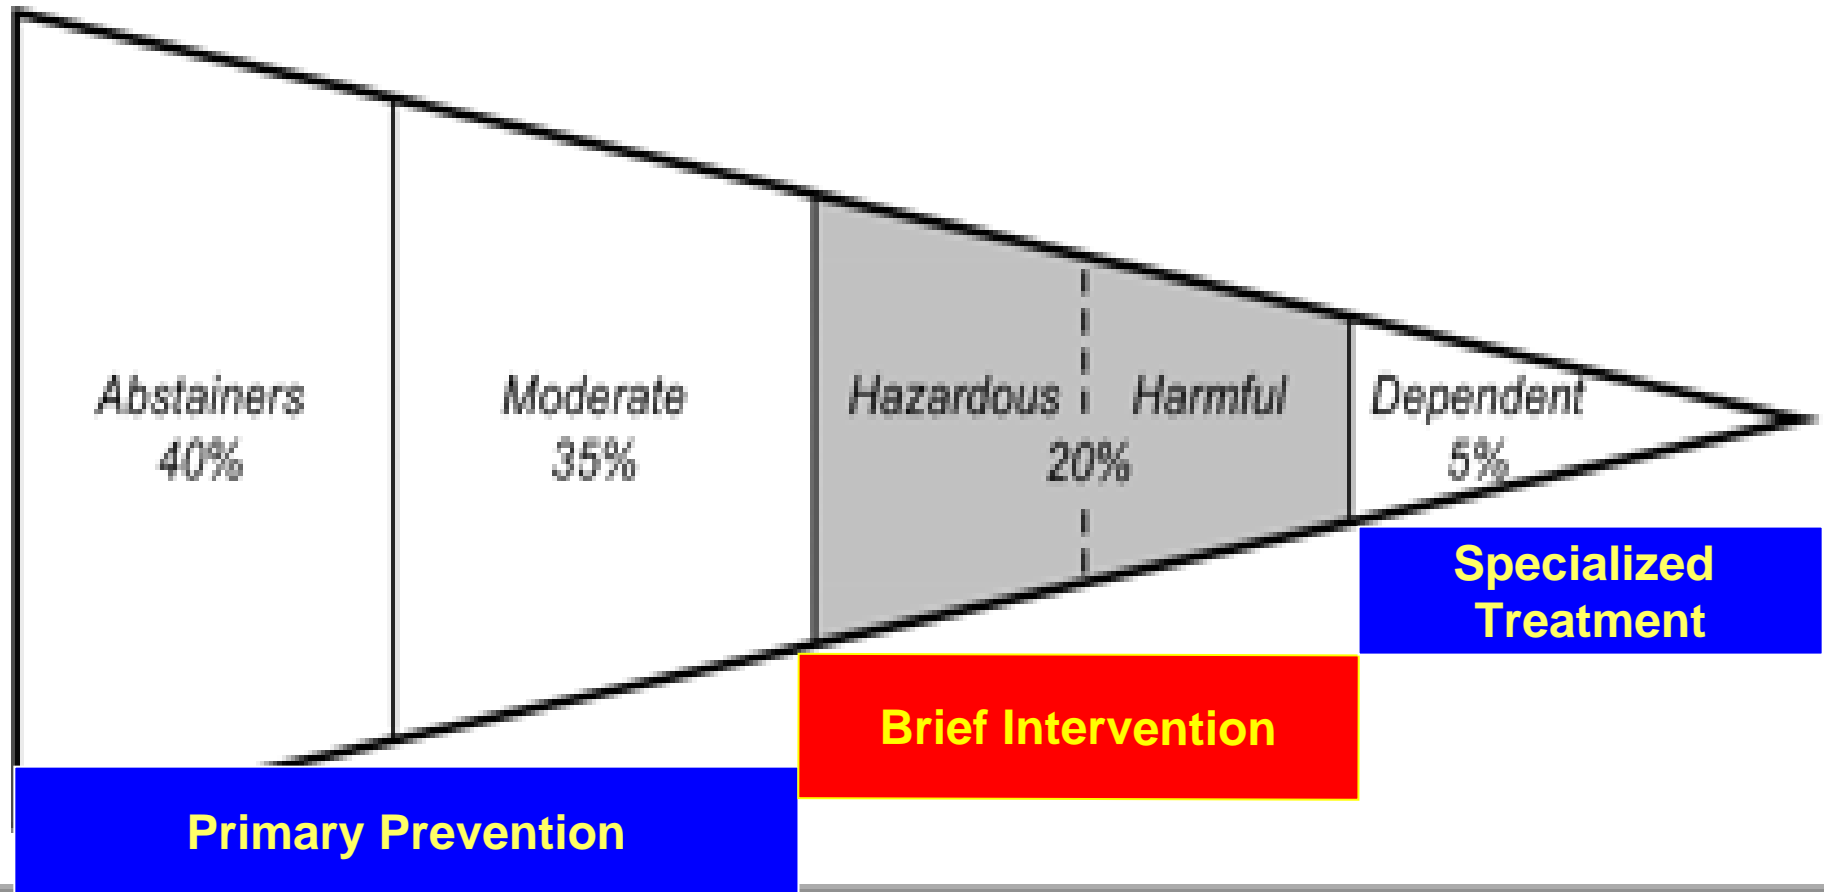 Abstainers
40%
Moderate
35%
Hazardous
Harmful
20%
Dependent
5%
Specialized
Treatment
Brief Intervention
Primary Prevention